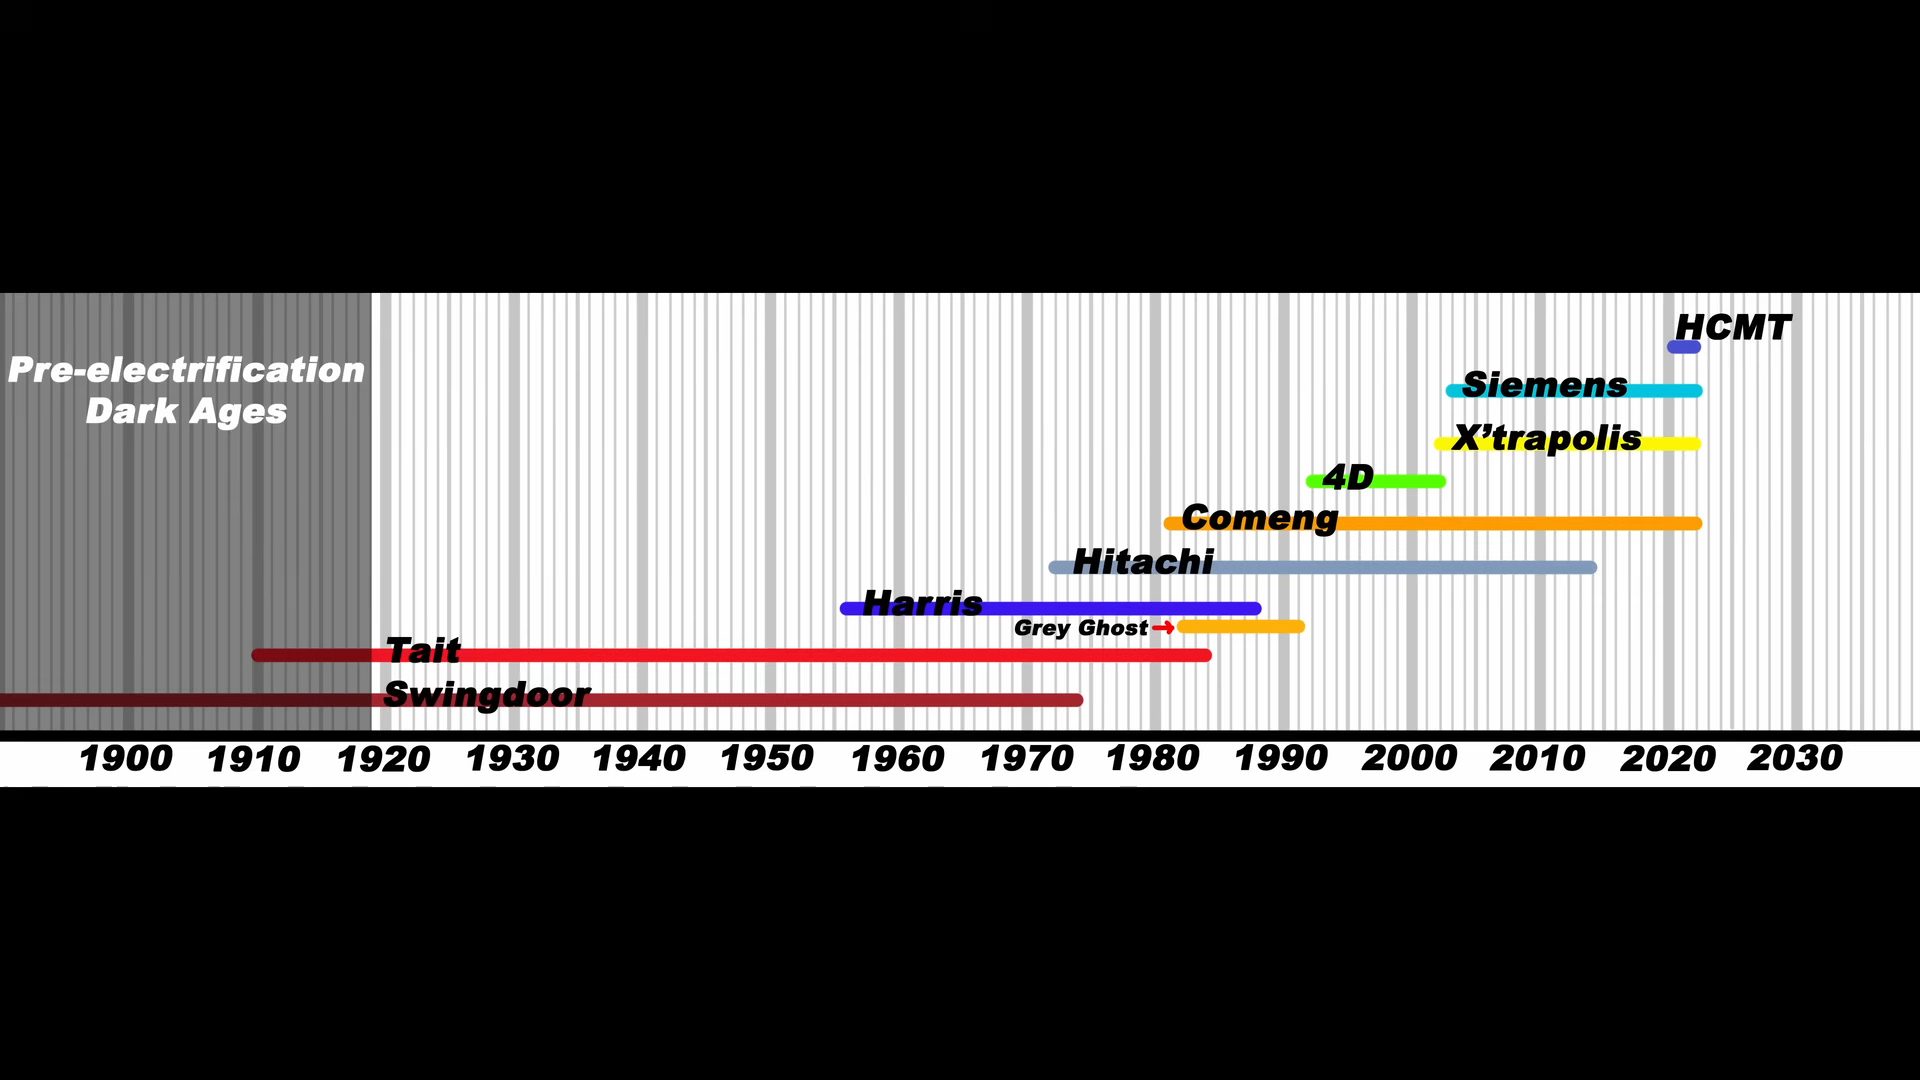 HCMT
Pre-electrification
Dark Ages
Siemens
X'trapolis
4D
Comeng
Hitachi
Harris
Grey Ghost
Tait
Swingdoor
1900 1910 1920 1930 1940 1950 1960 1970 1980 1990 2000 2010 2020 2030